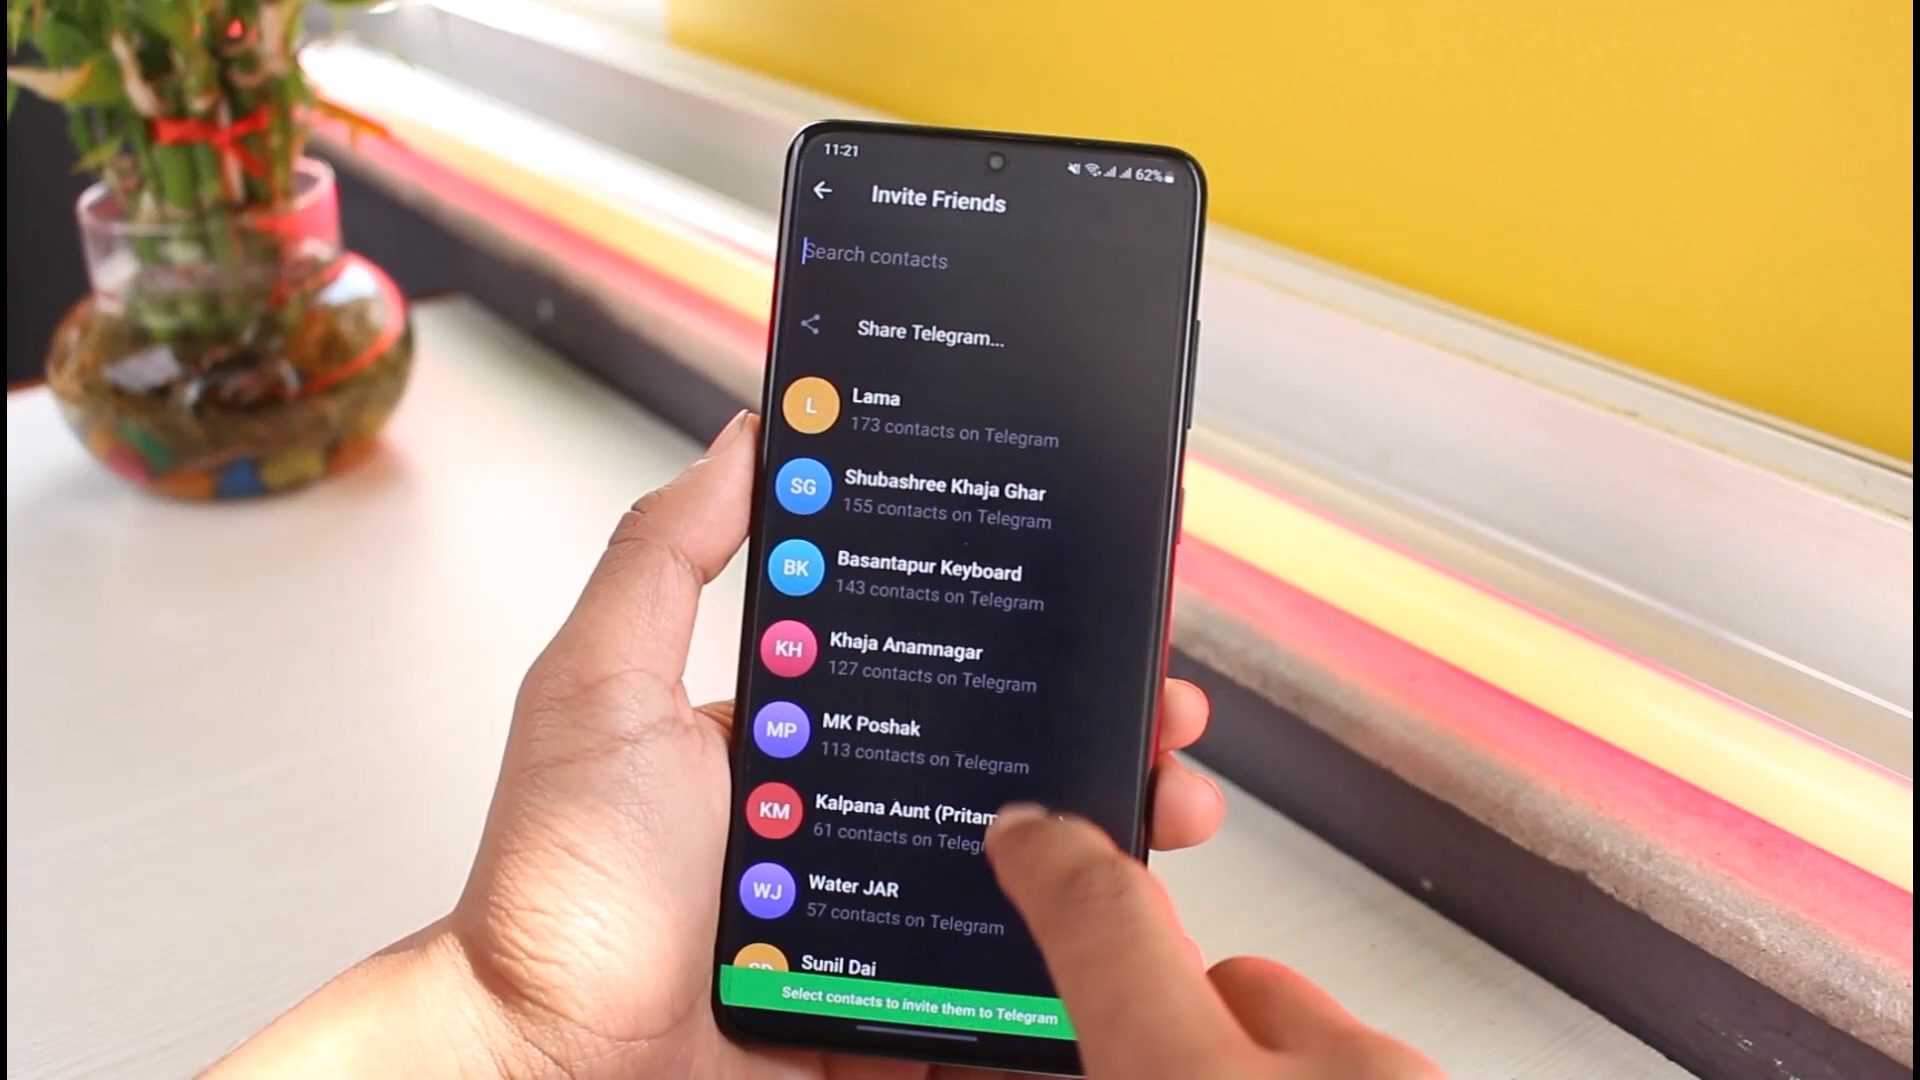 11:21
62%
Invite Friends
Search contacts
Share Telegram...
L
Lama
173 contacts on Telegram
SG
Shubashree Khaja Ghar
155 contacts on Telegram
BK
Basantapur Keyboard
143 contacts on Telegram
KH
Khaja Anamnagar
127 contacts on Telegram
MP
MK Poshak
113 contacts on Telegram
KM
Kalpana Aunt (Pritam
61 contacts on
WJ
Water JAR
57 contacts on Telegram
Sunil Dai
Select contacts to invite them to Telegram